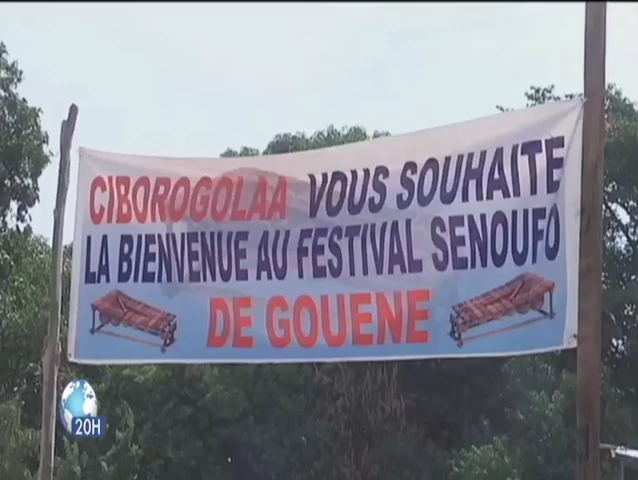 CIBOROGOLAA VOUS SOUHAITE
LA BIENVENUE AU FESTIVAL SENOUFO
DE GOUENE
20H